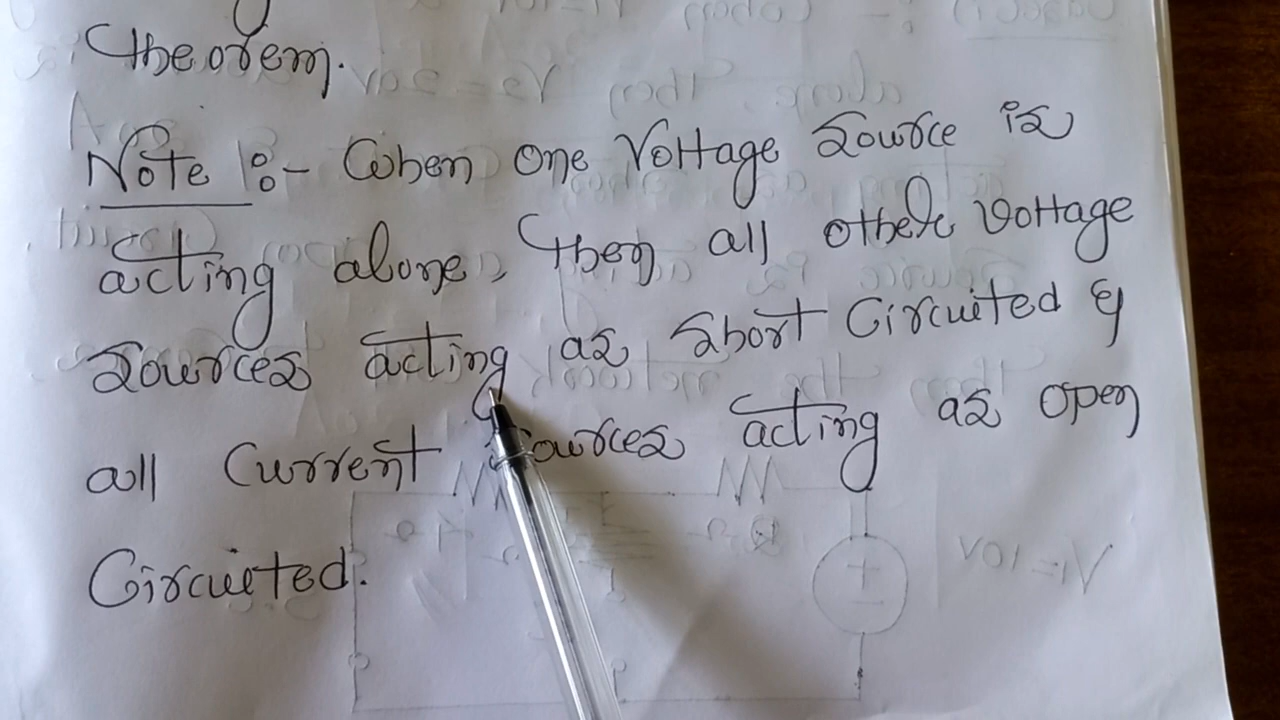 Theorem.
Note :- When one Voltage Source is
acting alone, then all other voltage
Sources acting as Short Circuited &
all Current Sources acting as open
Circuited.